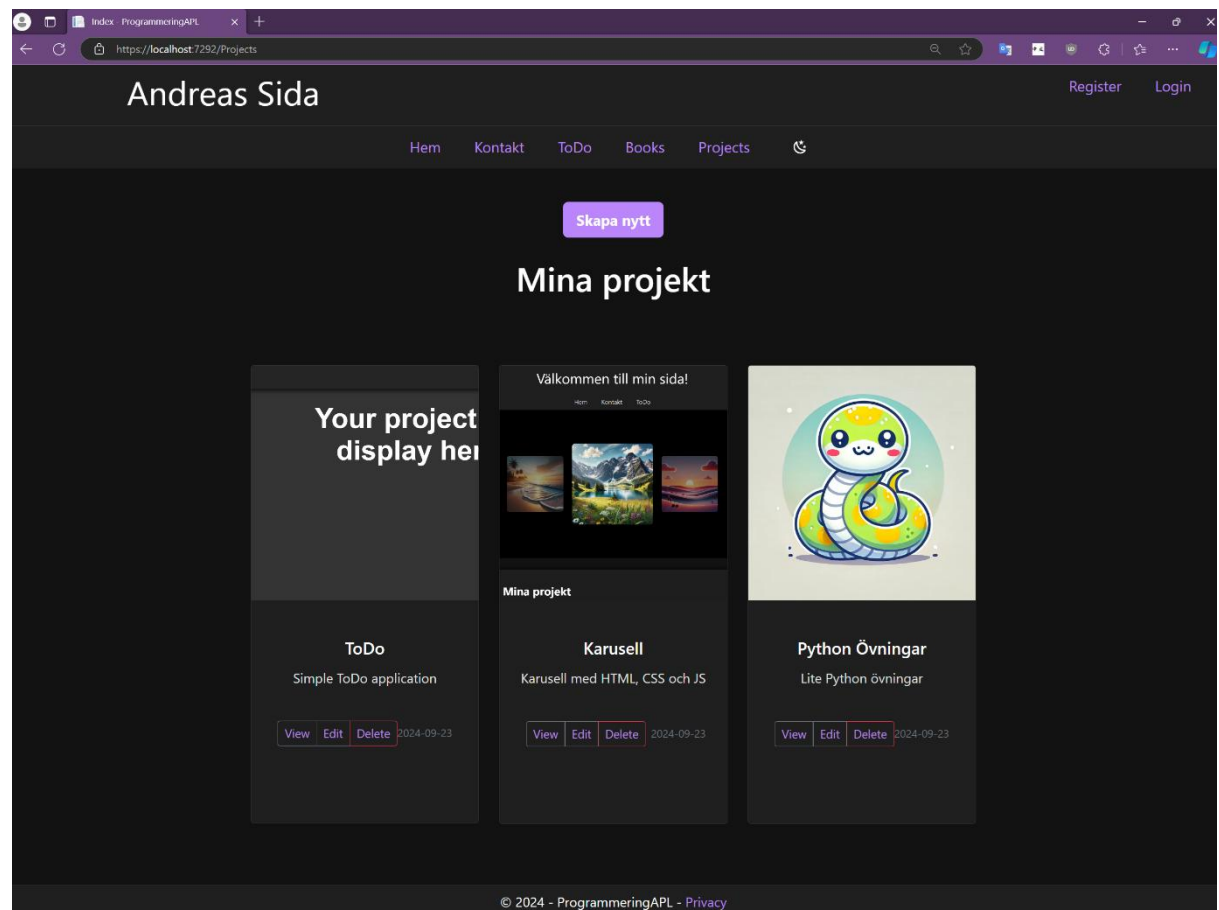 Index - ProgrammeringAPL
https://localhost:7292/Projects
Andreas Sida
Register Login
Hem Kontakt ToDo Books Projects
Skapa nytt
Mina projekt
Your project
display her
ToDo
Simple ToDo application
View Edit Delete 2024-09-23
Välkommen till min sida!
Hem Kontakt ToDo
Mina projekt
Karusell
Karusell med HTML, CSS och JS
View Edit Delete 2024-09-23
Python Övningar
Lite Python övningar
View Edit Delete 2024-09-23
© 2024 - ProgrammeringAPL - Privacy